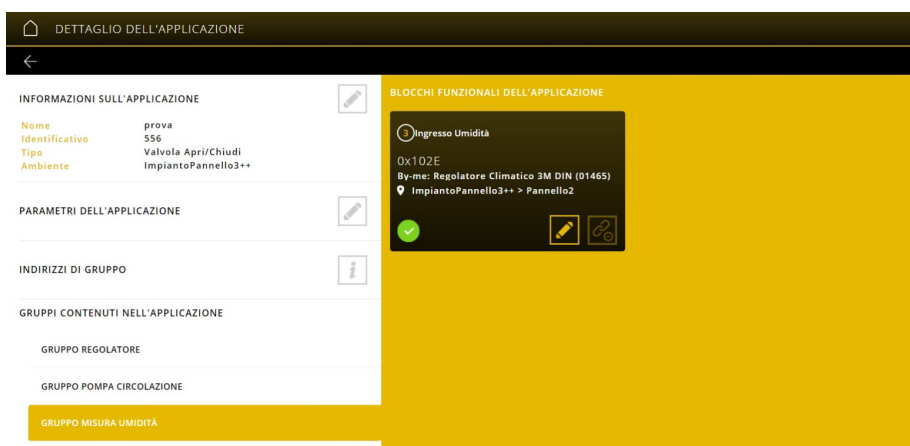 DETTAGLIO DELL'APPLICAZIONE
INFORMAZIONI SULL'APPLICAZIONE
Nome prova
Identificativo 556
Tipo Valvola Apri/Chiudi
Ambiente ImpiantoPannello3++
PARAMETRI DELL'APPLICAZIONE
INDIRIZZI DI GRUPPO
i
GRUPPI CONTENUTI NELL'APPLICAZIONE
GRUPPO REGOLATORE
GRUPPO POMPA CIRCOLAZIONE
GRUPPO MISURA UMIDITÀ
BLOCCHI FUNZIONALI DELL'APPLICAZIONE
3 Ingresso Umidità
0x102E
By-me: Regolatore Climatico 3M DIN (01465)
ImpiantoPannello3++ > Pannello2